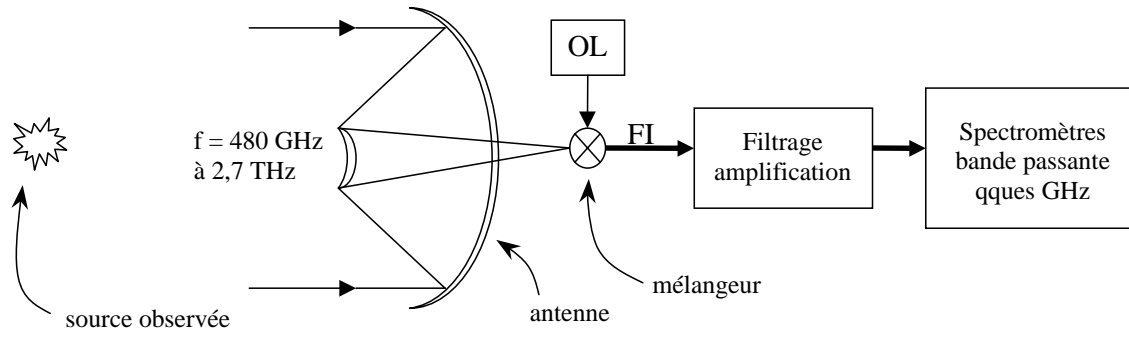 OL
f = 480 GHz
à 2,7 THz
FI
Filtrage
amplification
Spectromètres
bande passante
qques GHz
mélangeur
antenne
source observée